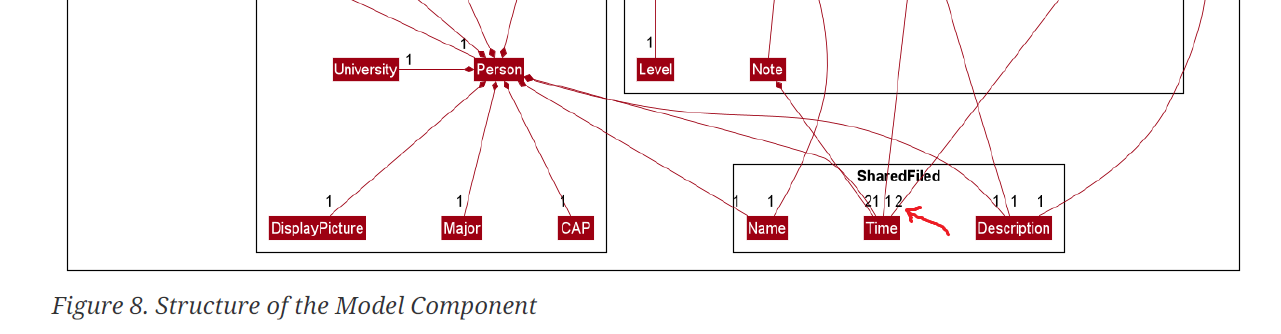 1
1
University
1
Person
Level
Note
SharedFiled
1
1
1
1
1
21
1
2
1
1
1
DisplayPicture
Major
CAP
Name
Time
Description
Figure 8. Structure of the Model Component